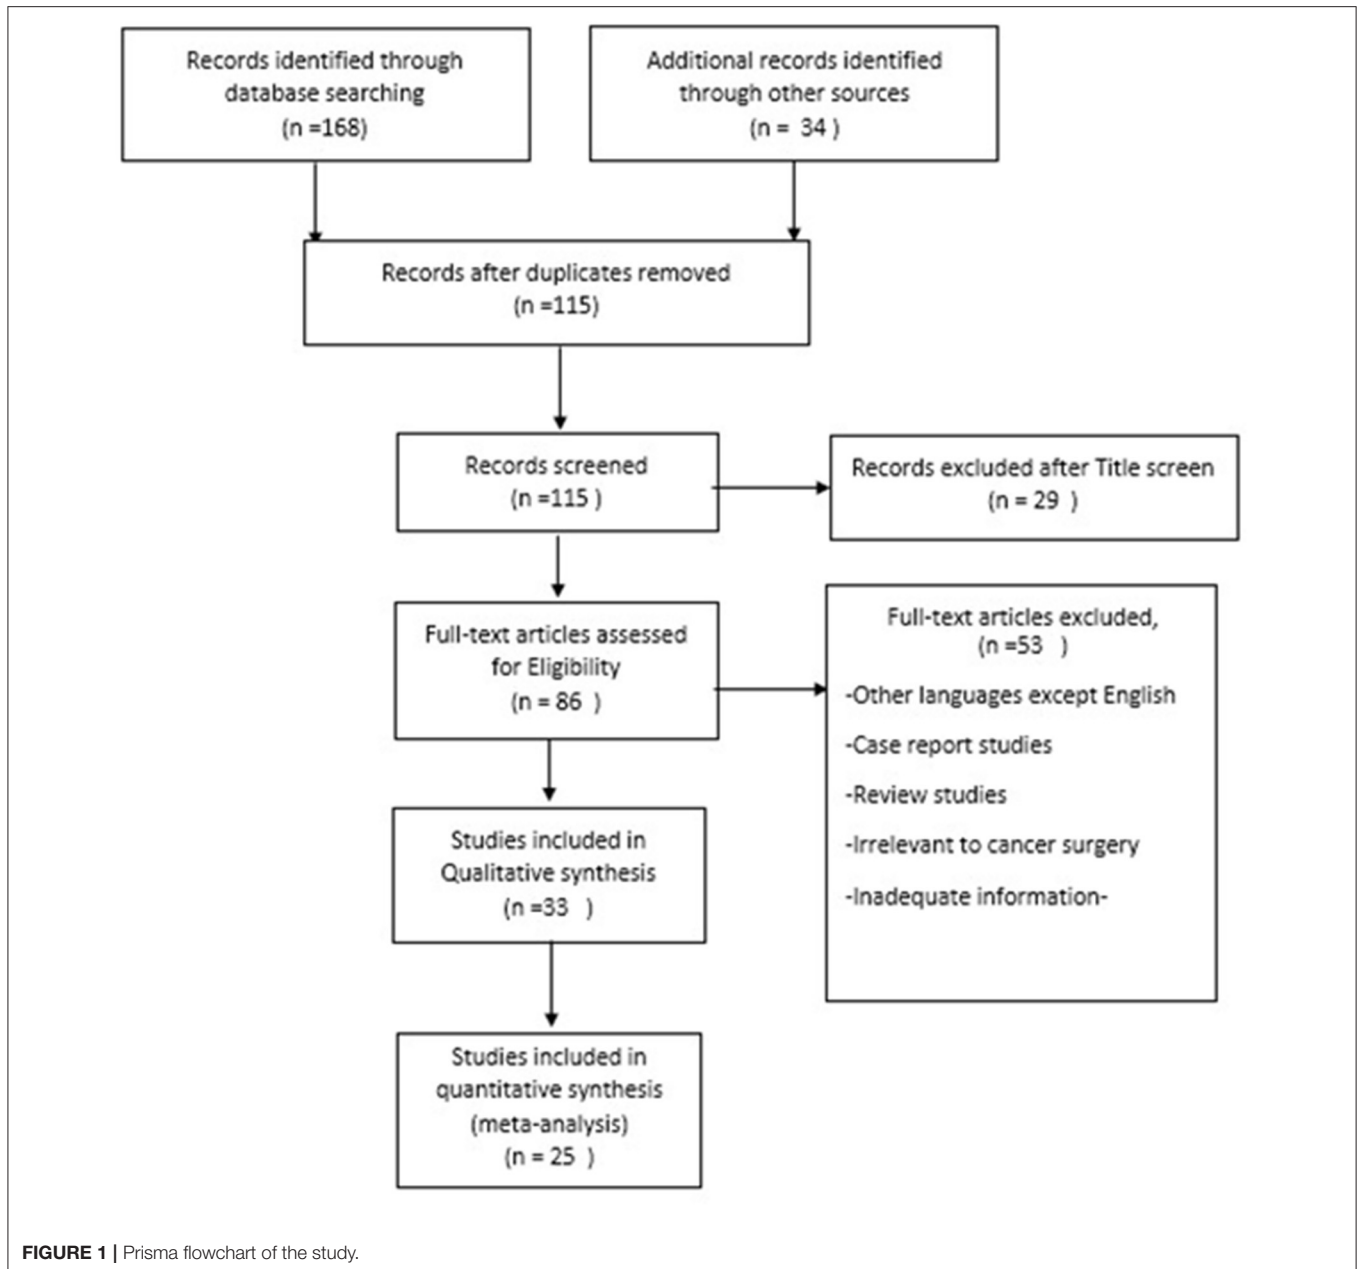 Records identified through
database searching
(n =168)
Additional records identified
through other sources
(n = 34 )
Records after duplicates removed
(n =115)
Records screened
(n =115 )
Records excluded after Title screen
(n = 29 )
Full-text articles assessed
for Eligibility
(n = 86 )
Full-text articles excluded,
(n =53 )
-Other languages except English
-Case report studies
-Review studies
-Irrelevant to cancer surgery
-Inadequate information-
Studies included in
Qualitative synthesis
(n =33 )
Studies included in
quantitative synthesis
(meta-analysis)
(n = 25 )
FIGURE 1 | Prisma flowchart of the study.